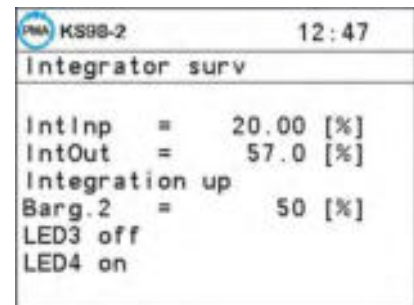 PMA KS98-2 12:47
Integrator surv
IntInp = 20.00 [%]
IntOut = 57.0 [%]
Integration up
Barg.2 = 50 [%]
LED3 off
LED4 on